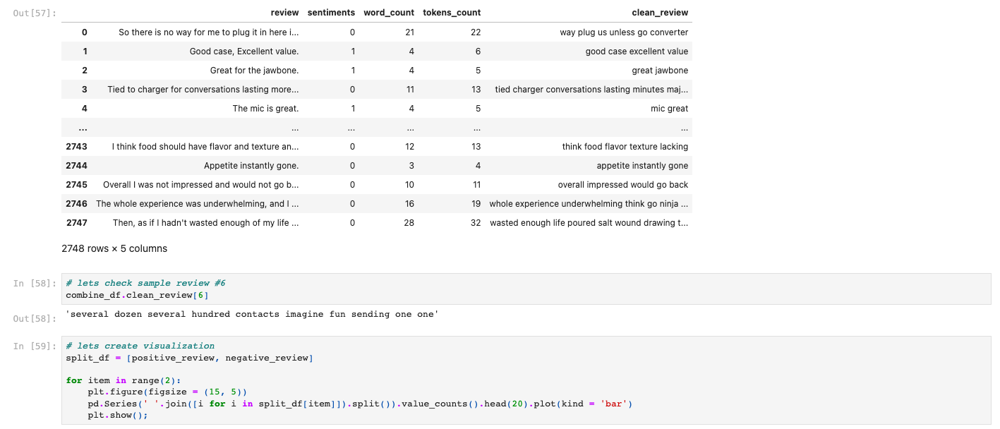 Out[57]:
review sentiments word_count tokens_count clean_review
0 So there is no way for me to plug it in here i... 0 21 22 way plug us unless go converter
1 Good case, Excellent value. 1 4 6 good case excellent value
2 Great for the jawbone. 1 4 5 great jawbone
3 Tied to charger for conversations lasting more... 0 11 13 tied charger conversations lasting minutes maj...
4 The mic is great. 1 4 5 mic great
... ... ... ... ... ...
2743 I think food should have flavor and texture an... 0 12 13 think food flavor texture lacking
2744 Appetite instantly gone. 0 3 4 appetite instantly gone
2745 Overall I was not impressed and would not go b... 0 10 11 overall impressed would go back
2746 The whole experience was underwhelming, and I ... 0 16 19 whole experience underwhelming think go ninja ...
2747 Then, as if I hadn't wasted enough of my life ... 0 28 32 wasted enough life poured salt wound drawing t...
2748 rows × 5 columns
In [58]: # lets check sample review #6
combine_df.clean_review[6]
Out[58]: 'several dozen several hundred contacts imagine fun sending one one'
In [59]: # lets create visualization
split_df = [positive_review, negative_review]
for item in range(2):
    plt.figure(figsize = (15, 5))
    pd.Series(' '.join([i for i in split_df[item]]).split()).value_counts().head(20).plot(kind = 'bar')
    plt.show();